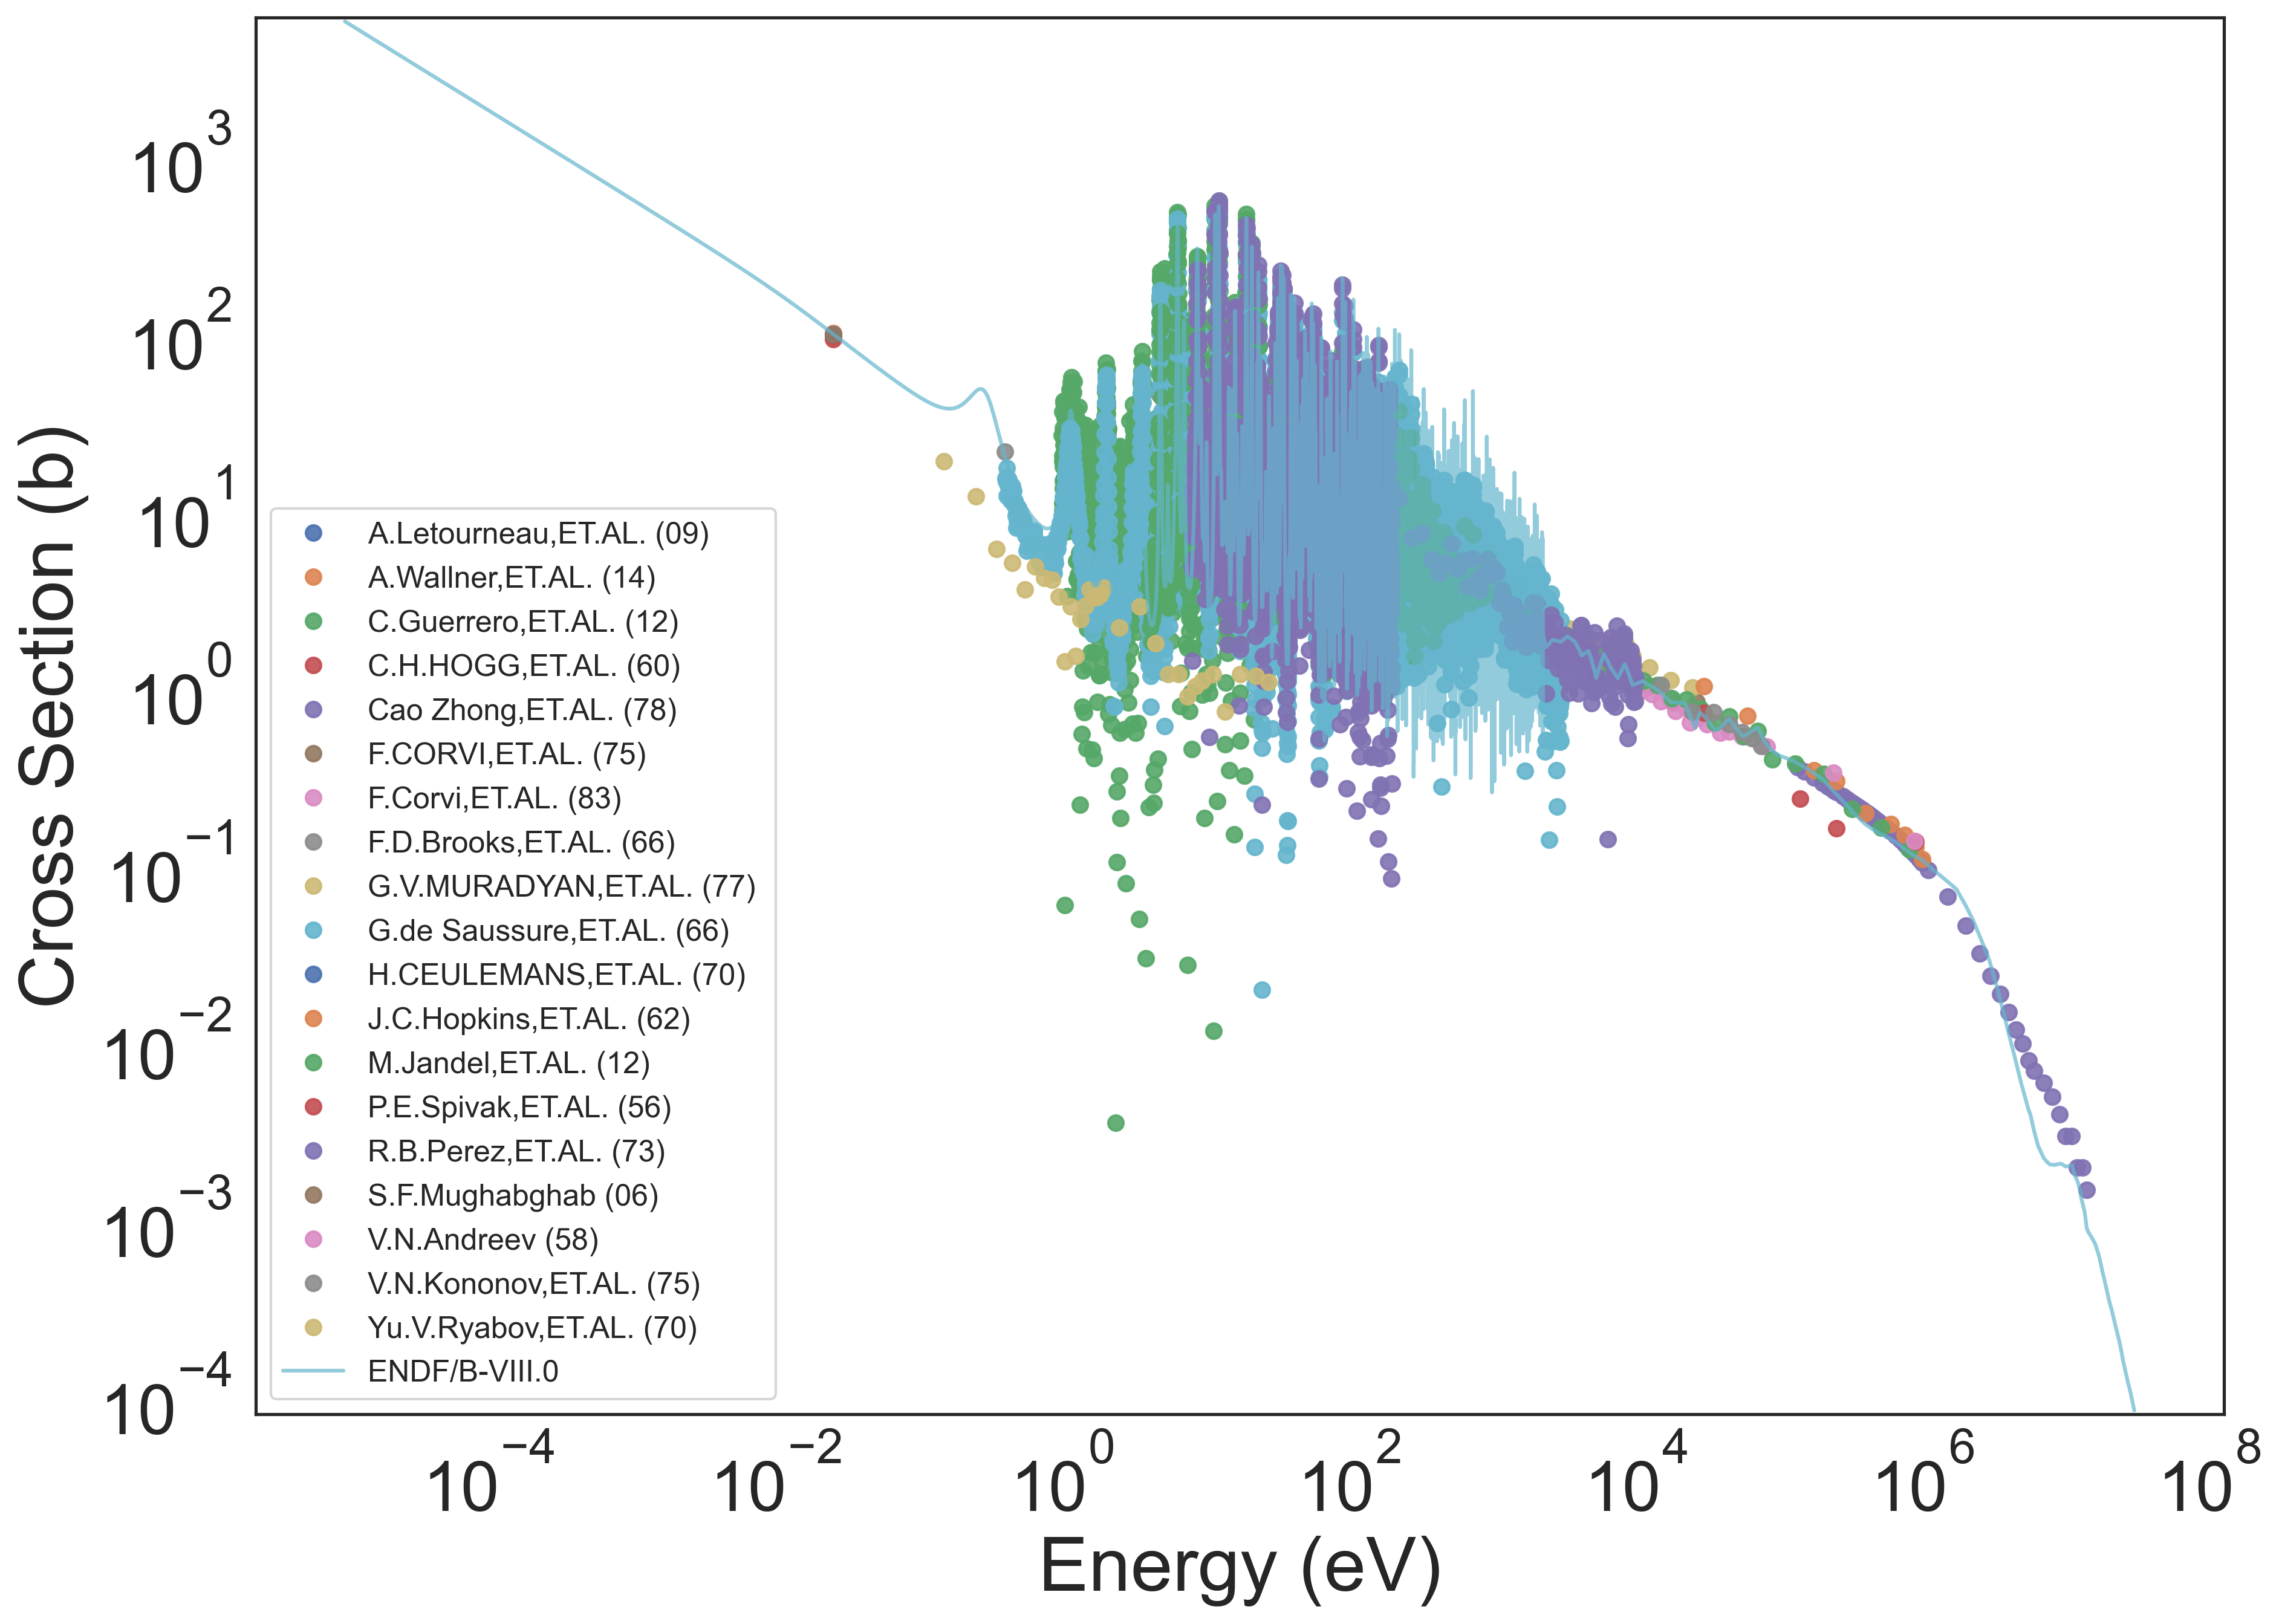 Cross Section (b)
10^3
10^2
10^1
10^0
10^−1
10^−2
10^−3
10^−4
A.Letourneau,ET.AL. (09)
A.Wallner,ET.AL. (14)
C.Guerrero,ET.AL. (12)
C.H.HOGG,ET.AL. (60)
Cao Zhong,ET.AL. (78)
F.CORVI,ET.AL. (75)
F.Corvi,ET.AL. (83)
F.D.Brooks,ET.AL. (66)
G.V.MURADYAN,ET.AL. (77)
G.de Saussure,ET.AL. (66)
H.CEULEMANS,ET.AL. (70)
J.C.Hopkins,ET.AL. (62)
M.Jandel,ET.AL. (12)
P.E.Spivak,ET.AL. (56)
R.B.Perez,ET.AL. (73)
S.F.Mughabghab (06)
V.N.Andreev (58)
V.N.Kononov,ET.AL. (75)
Yu.V.Ryabov,ET.AL. (70)
ENDF/B-VIII.0
10^−4 10^−2 10^0 10^2 10^4 10^6 10^8
Energy (eV)